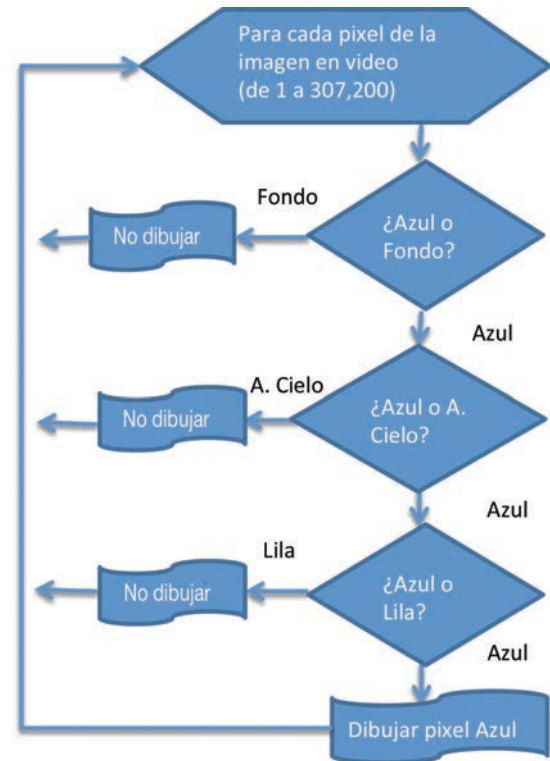 Para cada pixel de la
imagen en video
(de 1 a 307,200)
Fondo
No dibujar
¿Azul o
Fondo?
Azul
A. Cielo
No dibujar
¿Azul o A.
Cielo?
Azul
Lila
No dibujar
¿Azul o
Lila?
Azul
Dibujar pixel Azul